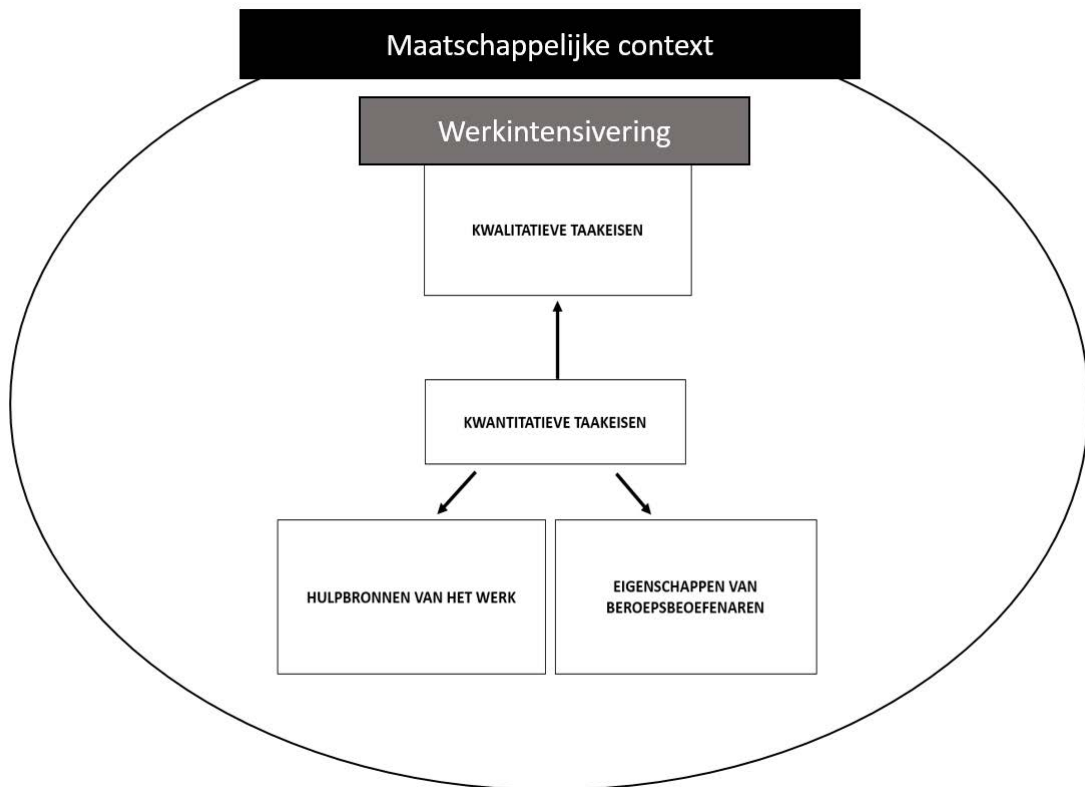 Maatschappelijke context
Werkintensivering
KWALITATIEVE TAAKEISEN
KWANTITATIEVE TAAKEISEN
HULPBRONNEN VAN HET WERK
EIGENSCHAPPEN VAN
BEROEPSBEOEFENAREN